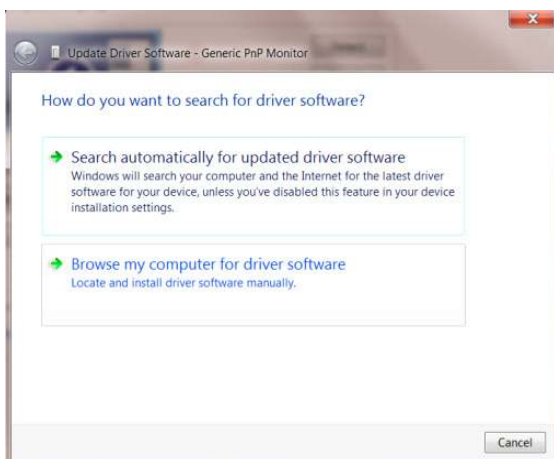 Update Driver Software - Generic PnP Monitor
How do you want to search for driver software?
Search automatically for updated driver software
Windows will search your computer and the Internet for the latest driver
software for your device, unless you've disabled this feature in your device
installation settings.
Browse my computer for driver software
Locate and install driver software manually.
Cancel